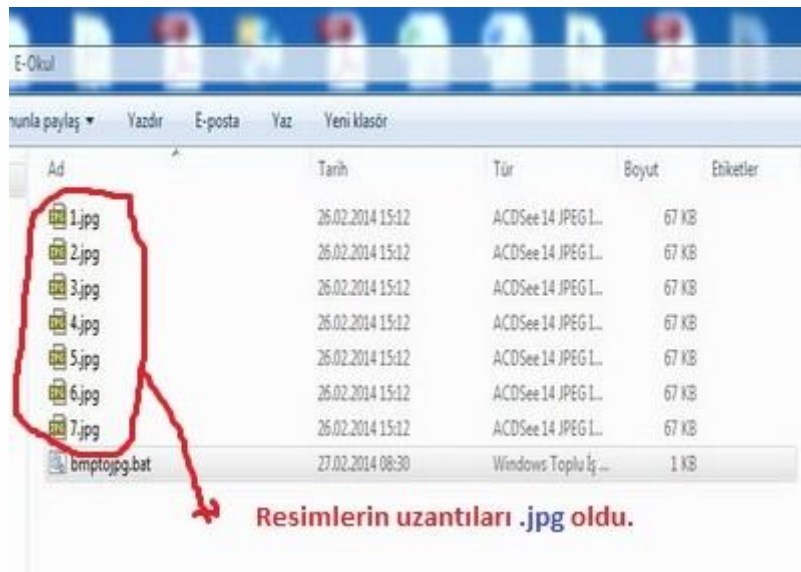 E-Okul
nunla paylaş Yazdır E-posta Yaz Yeni klasör
Ad Tarih Tür Boyut Etiketler
1.jpg 26.02.2014 15:12 ACDSee 14 JPEG I... 67 KB
2.jpg 26.02.2014 15:12 ACDSee 14 JPEG I... 67 KB
3.jpg 26.02.2014 15:12 ACDSee 14 JPEG I... 67 KB
4.jpg 26.02.2014 15:12 ACDSee 14 JPEG I... 67 KB
5.jpg 26.02.2014 15:12 ACDSee 14 JPEG I... 67 KB
6.jpg 26.02.2014 15:12 ACDSee 14 JPEG I... 67 KB
7.jpg 26.02.2014 15:12 ACDSee 14 JPEG I... 67 KB
bmptojpg.bat 27.02.2014 08:30 Windows Toplu İş ... 1 KB
Resimlerin uzantıları .jpg oldu.